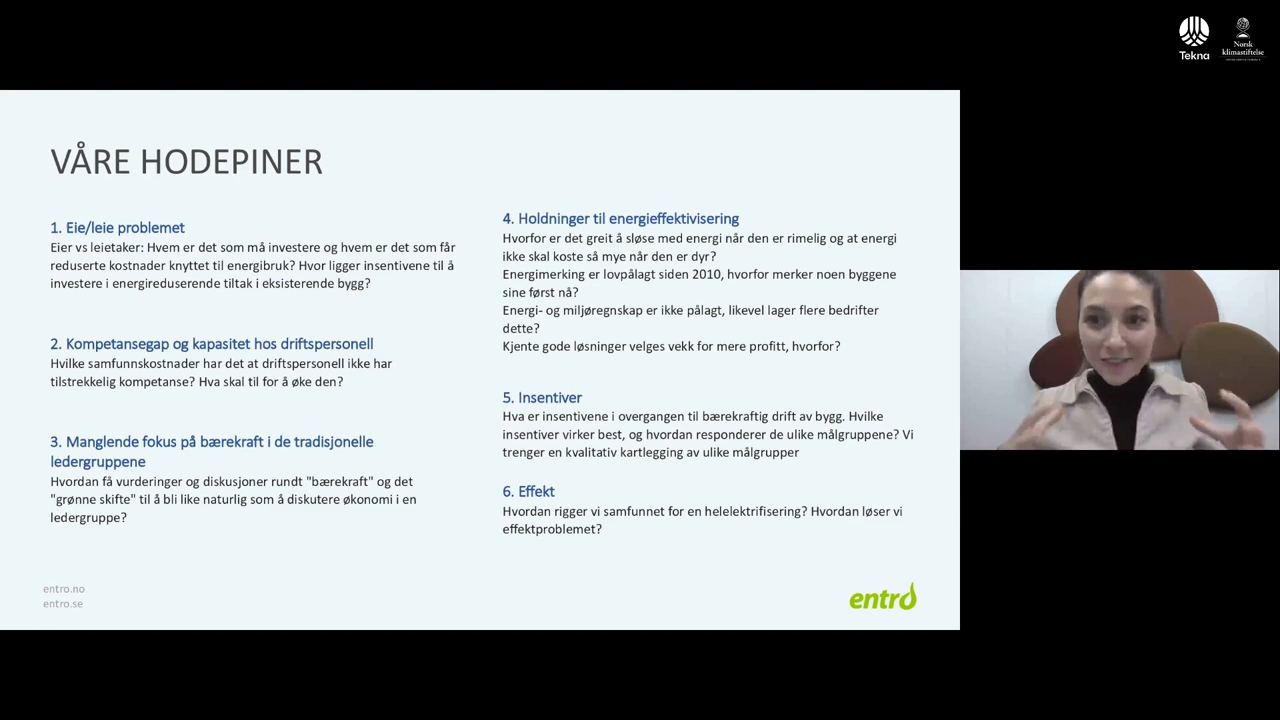 Tekna
Norsk
klimastiftelse
VÅRE HODEPINER
1. Eie/leie problemet
Eier vs leietaker: Hvem er det som må investere og hvem er det som får
reduserte kostnader knyttet til energibruk? Hvor ligger insentivene til å
investere i energireduserende tiltak i eksisterende bygg?
2. Kompetansegap og kapasitet hos driftspersonell
Hvilke samfunnskostnader har det at driftspersonell ikke har
tilstrekkelig kompetanse? Hva skal til for å øke den?
3. Manglende fokus på bærekraft i de tradisjonelle
ledergruppene
Hvordan få vurderinger og diskusjoner rundt "bærekraft" og det
"grønne skifte" til å bli like naturlig som å diskutere økonomi i en
ledergruppe?
4. Holdninger til energieffektivisering
Hvorfor er det greit å sløse med energi når den er rimelig og at energi
ikke skal koste så mye når den er dyr?
Energimerking er lovpålagt siden 2010, hvorfor merker noen byggene
sine først nå?
Energi- og miljøregnskap er ikke pålagt, likevel lager flere bedrifter
dette?
Kjente gode løsninger velges vekk for mere profitt, hvorfor?
5. Insentiver
Hva er insentivene i overgangen til bærekraftig drift av bygg. Hvilke
insentiver virker best, og hvordan responderer de ulike målgruppene? Vi
trenger en kvalitativ kartlegging av ulike målgrupper
6. Effekt
Hvordan rigger vi samfunnet for en helelektrifisering? Hvordan løser vi
effektproblemet?
entro.no
entro.se
entro